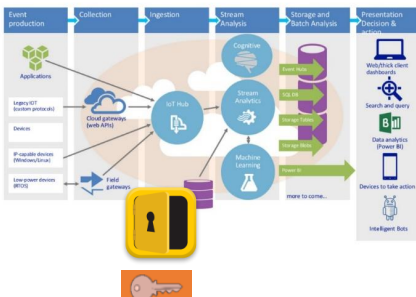 Event
production
Collection
Ingestion
Stream
Analysis
Storage and
Batch Analysis
Presentation
Decision &
action
Applications
Legacy IOT
(custom protocols)
Devices
IP-capable devices
(Windows/Linux)
Low-power devices
(RTOS)
Cloud gateways
(web APIs)
Field
gateways
IoT Hub
Cognitive
Stream
Analytics
Machine
Learning
Event Hubs
SQL DB
Storage Tables
Storage Blobs
Power BI
more to come...
Web/thick client
dashboards
Search and query
Data analytics
(Power BI)
Devices to take action
Intelligent Bots